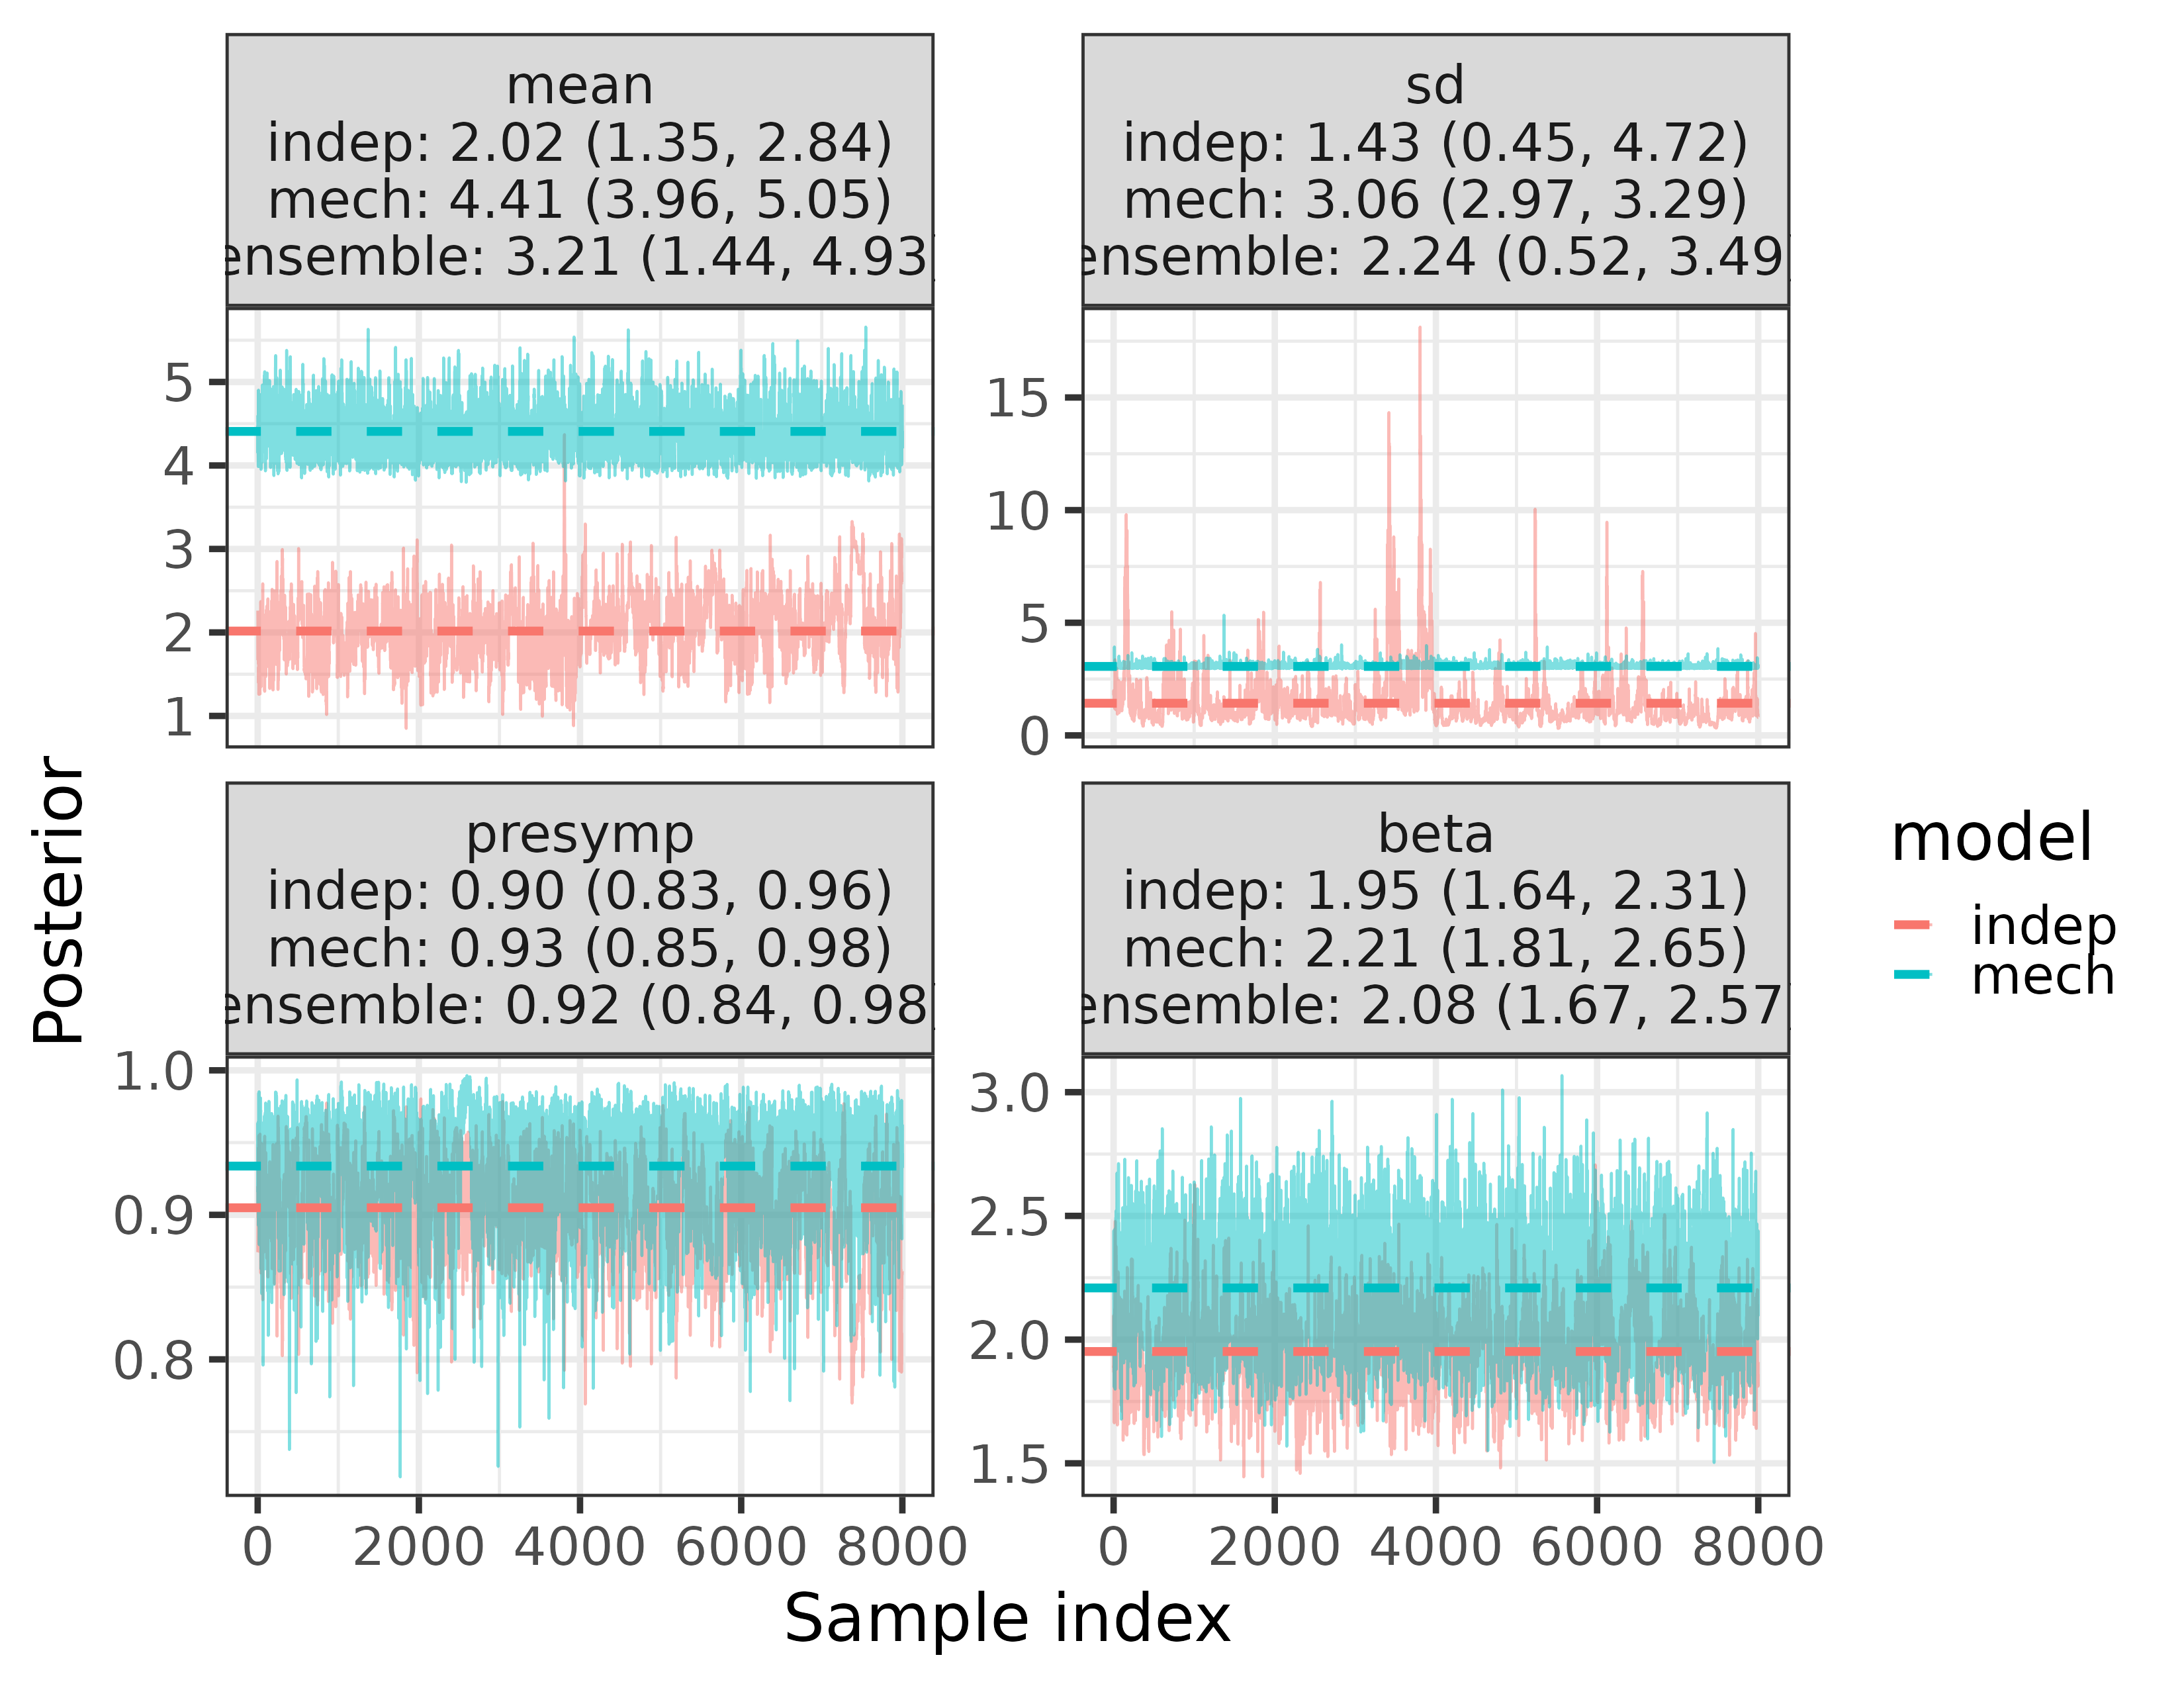 mean
indep: 2.02 (1.35, 2.84)
mech: 4.41 (3.96, 5.05)
ensemble: 3.21 (1.44, 4.93
5
4
3
2
1
sd
indep: 1.43 (0.45, 4.72)
mech: 3.06 (2.97, 3.29)
ensemble: 2.24 (0.52, 3.49
15
10
5
0
presymp
indep: 0.90 (0.83, 0.96)
mech: 0.93 (0.85, 0.98)
ensemble: 0.92 (0.84, 0.98
1.0
0.9
0.8
0 2000 4000 6000 8000
beta
indep: 1.95 (1.64, 2.31)
mech: 2.21 (1.81, 2.65)
ensemble: 2.08 (1.67, 2.57
3.0
2.5
2.0
1.5
0 2000 4000 6000 8000
Posterior
Sample index
model
indep
mech